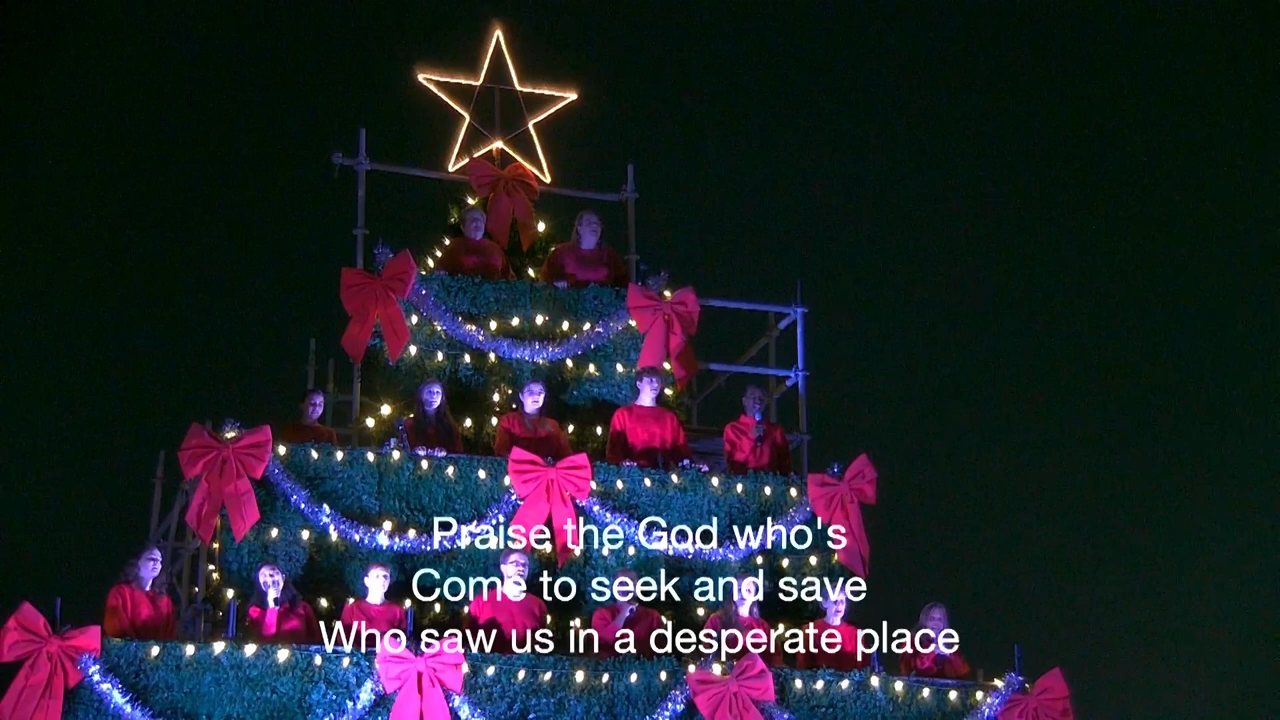 Praise the God who's
Come to seek and save
Who saw us in a desperate place